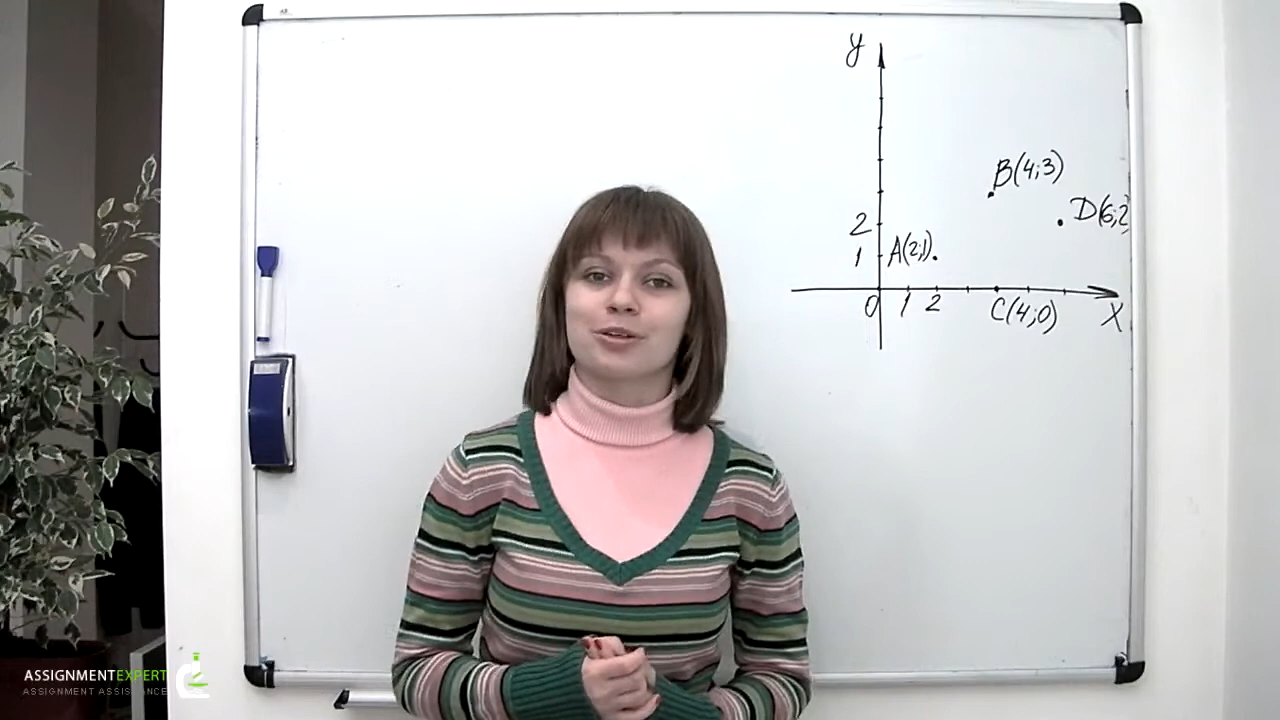 y
B(4;3)
D(6;2)
2
A(2;1)
1
0 1 2
C(4;0)
X
ASSIGNMENTEXPERT
ASSIGNMENT ASSISTANCE